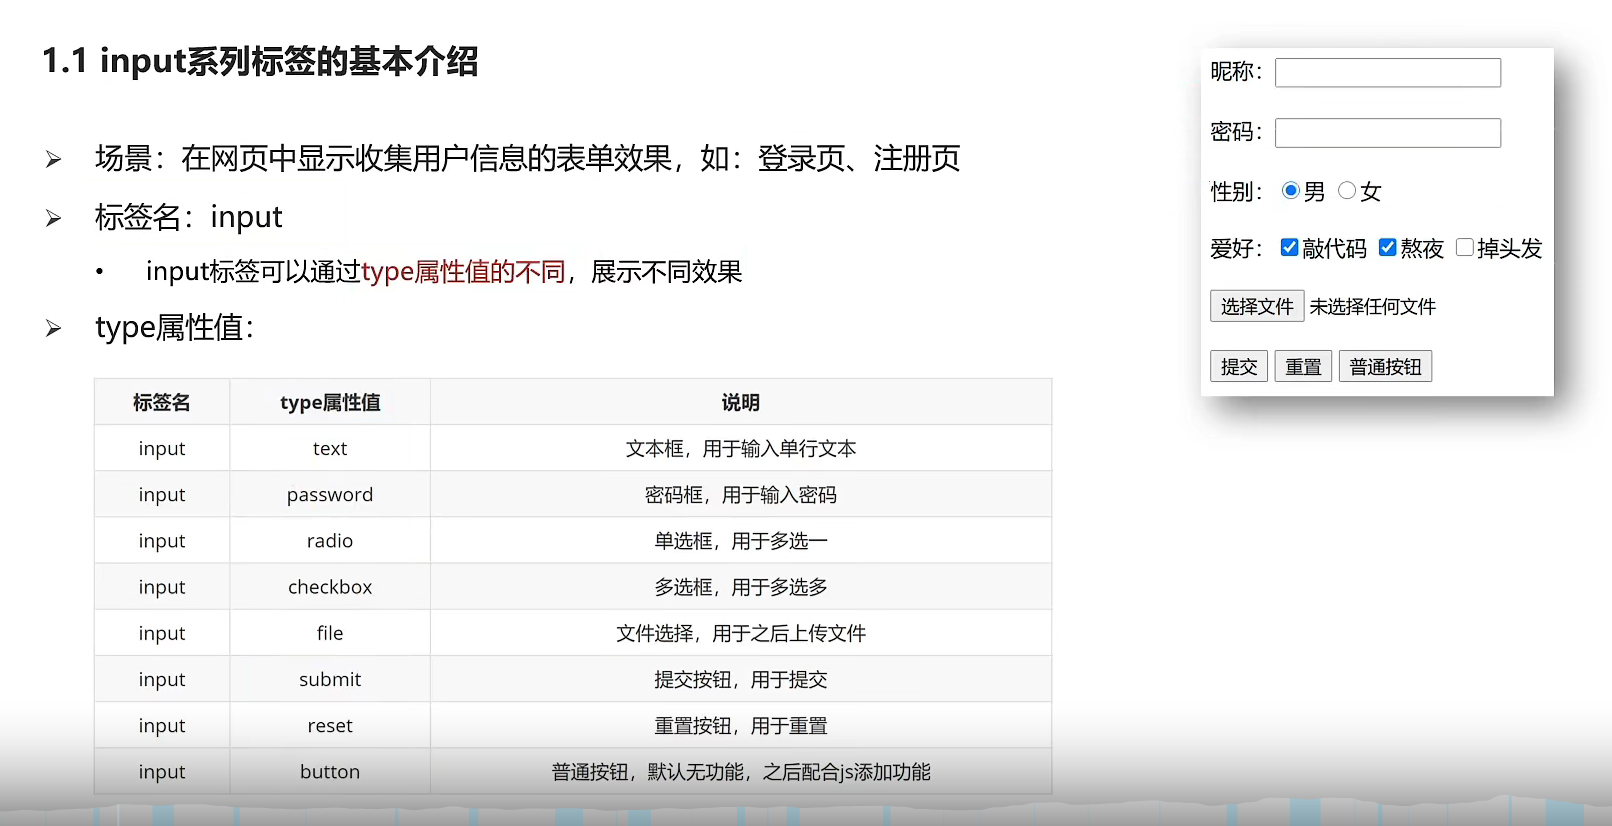 1.1 input系列标签的基本介绍
场景：在网页中显示收集用户信息的表单效果，如：登录页、注册页
标签名：input
input标签可以通过type属性值的不同，展示不同效果
type属性值：
标签名 type属性值 说明
input text 文本框，用于输入单行文本
input password 密码框，用于输入密码
input radio 单选框，用于多选一
input checkbox 多选框，用于多选多
input file 文件选择，用于之后上传文件
input submit 提交按钮，用于提交
input reset 重置按钮，用于重置
input button 普通按钮，默认无功能，之后配合js添加功能
昵称：
密码：
性别： 男 女
爱好： 敲代码 熬夜 掉头发
选择文件 未选择任何文件
提交 重置 普通按钮